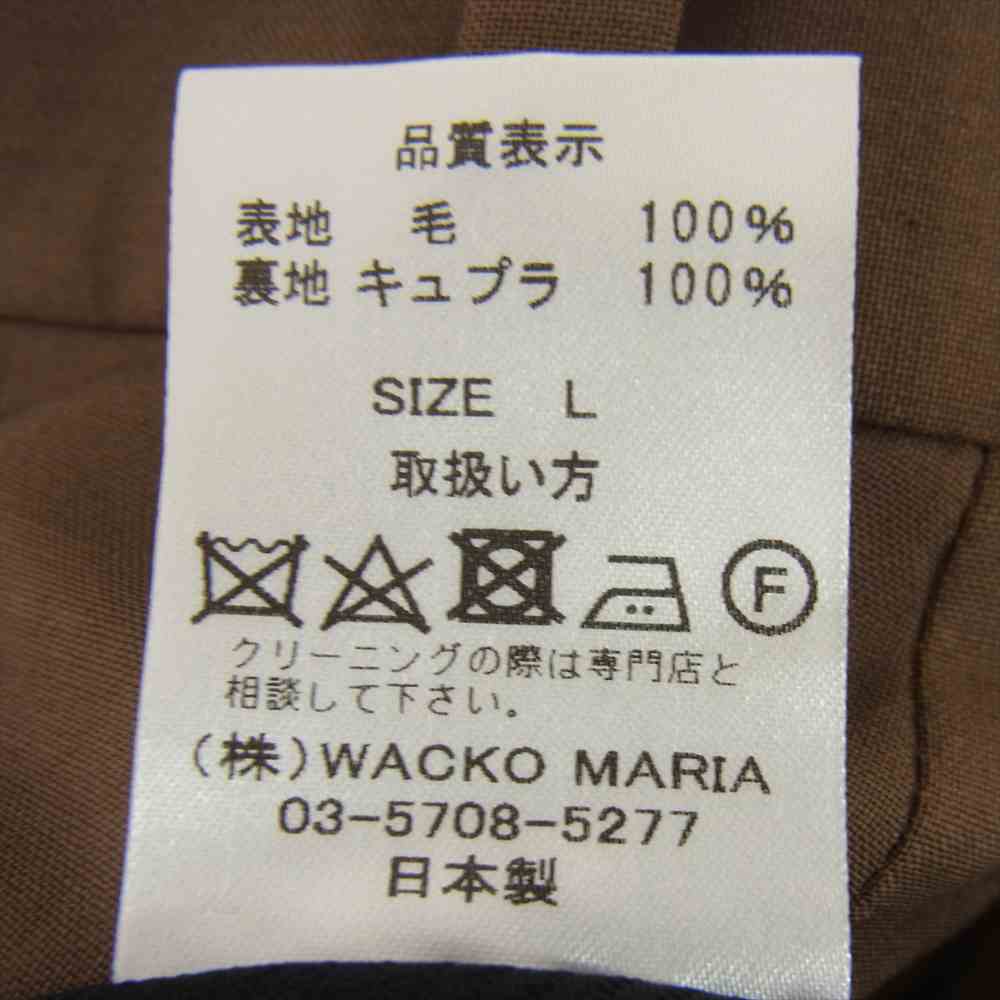 品質表示
表地 毛 100%
裏地 キュプラ 100%
SIZE L
取扱い方
F
クリーニングの際は専門店と
相談して下さい。
(株)WACKO MARIA
03-5708-5277
日本製